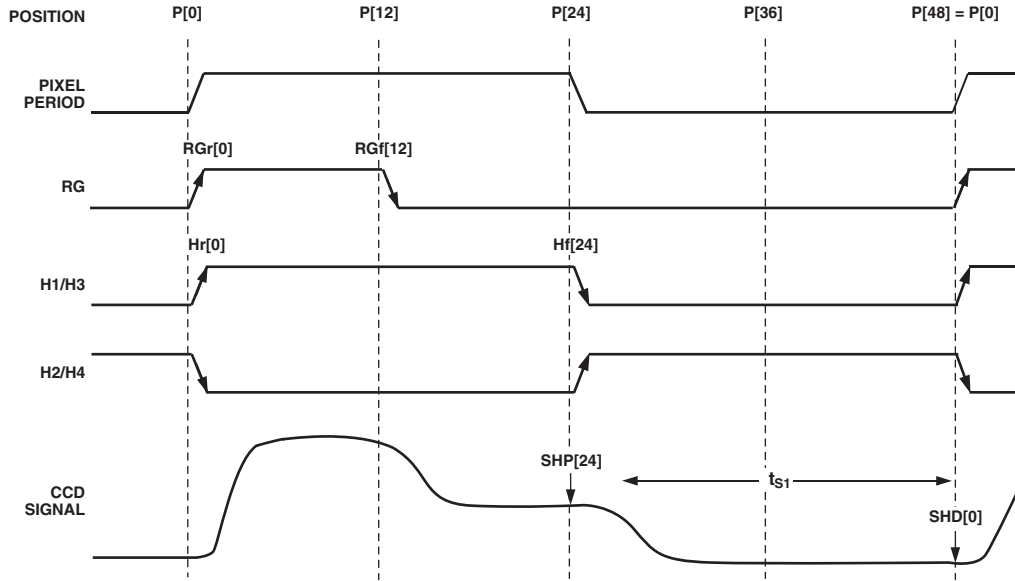 POSITION P[0] P[12] P[24] P[36] P[48] = P[0]
PIXEL
PERIOD
RGr[0] RGf[12]
RG
Hr[0] Hf[24]
H1/H3
H2/H4
SHP[24]
tS1
CCD
SIGNAL
SHD[0]